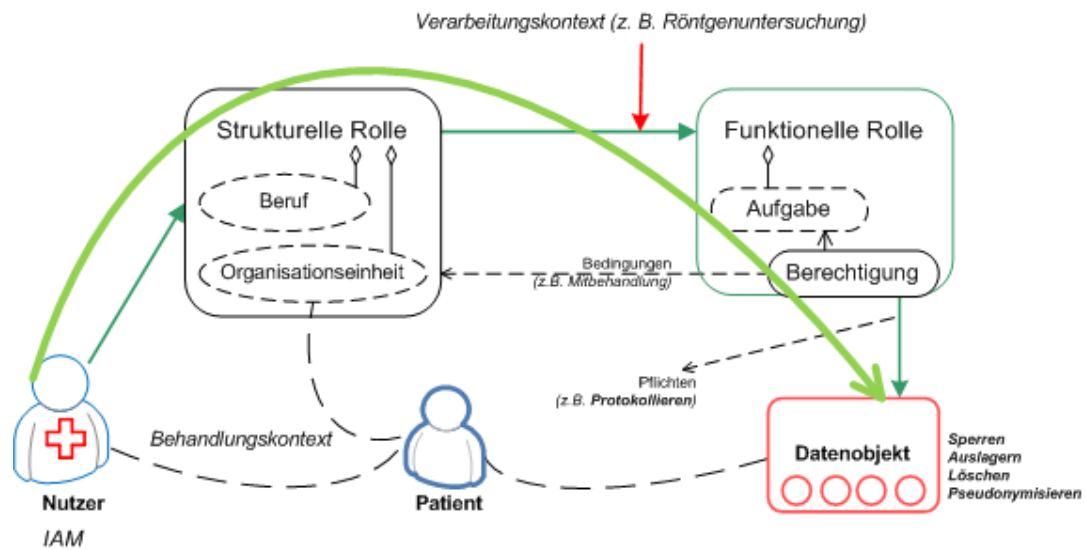 Verarbeitungskontext (z. B. Röntgenuntersuchung)
Strukturelle Rolle
Funktionelle Rolle
Beruf
Aufgabe
Organisationseinheit
Bedingungen
(z.B. Mitbehandlung)
Berechtigung
Pflichten
(z.B. Protokollieren)
Behandlungskontext
Datenobjekt
Sperren
Auslagern
Löschen
Pseudonymisieren
Nutzer
Patient
IAM